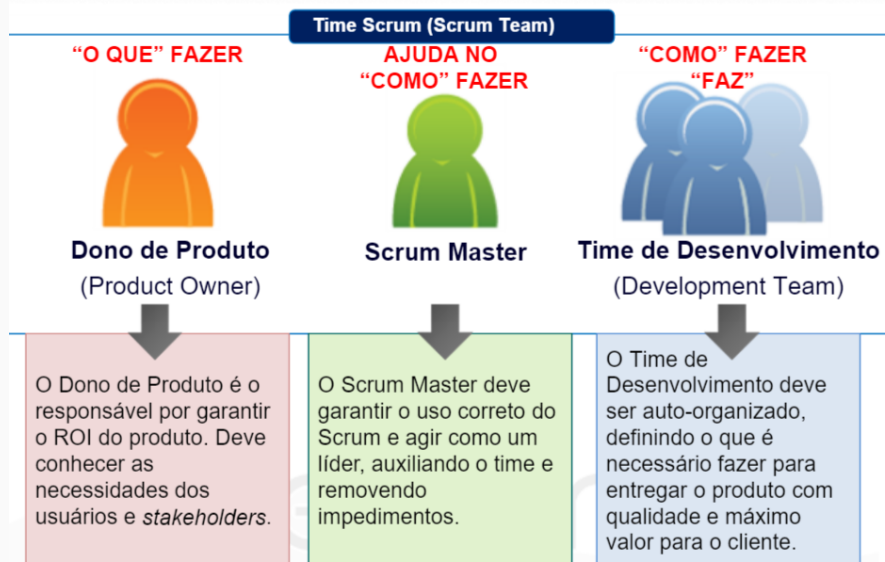 Time Scrum (Scrum Team)
“O QUE” FAZER
Dono de Produto
(Product Owner)
O Dono de Produto é o
responsável por garantir
o ROI do produto. Deve
conhecer as
necessidades dos
usuários e stakeholders.
AJUDA NO
“COMO” FAZER
Scrum Master
O Scrum Master deve
garantir o uso correto do
Scrum e agir como um
líder, auxiliando o time e
removendo
impedimentos.
“COMO” FAZER
“FAZ”
Time de Desenvolvimento
(Development Team)
O Time de
Desenvolvimento deve
ser auto-organizado,
definindo o que é
necessário fazer para
entregar o produto com
qualidade e máximo
valor para o cliente.